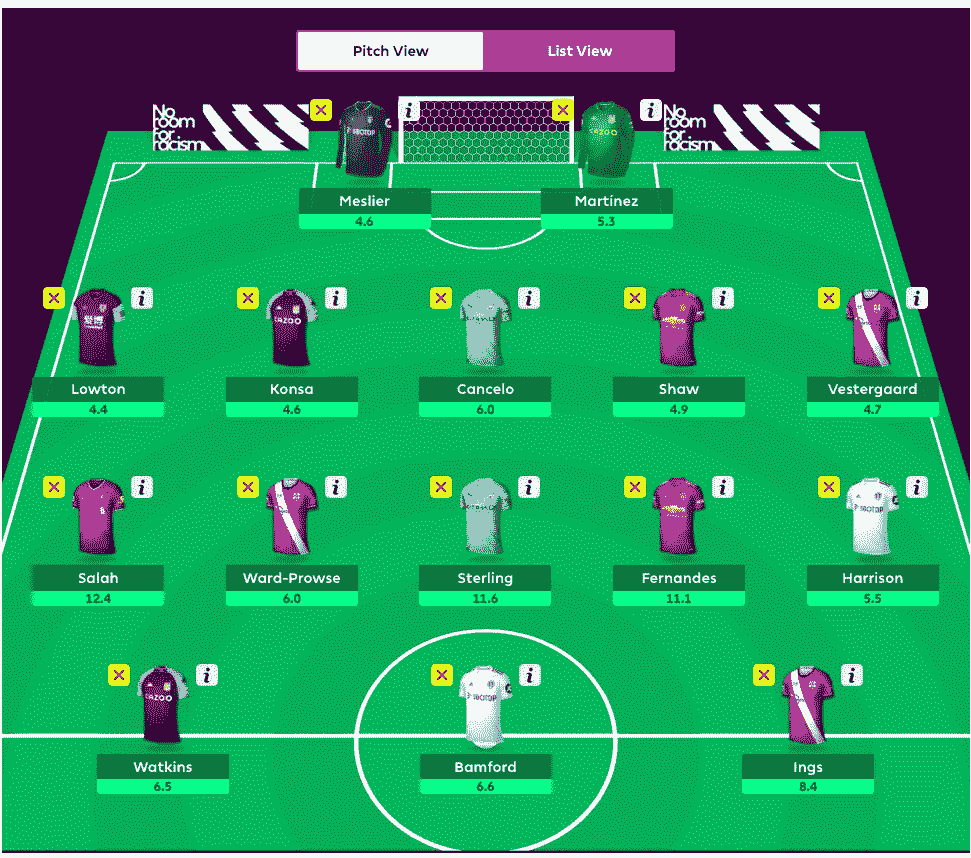 Pitch View
List View
No
room
for
racism
No
room
for
racism
Meslier
4.6
Martínez
5.3
Lowton
4.4
CAZOO
Konsa
4.6
Cancelo
6.0
Shaw
4.9
Vestergaard
4.7
Salah
12.4
Ward-Prowse
6.0
Sterling
11.6
Fernandes
11.1
Harrison
5.5
CAZOO
Watkins
6.5
Bamford
6.6
Ings
8.4